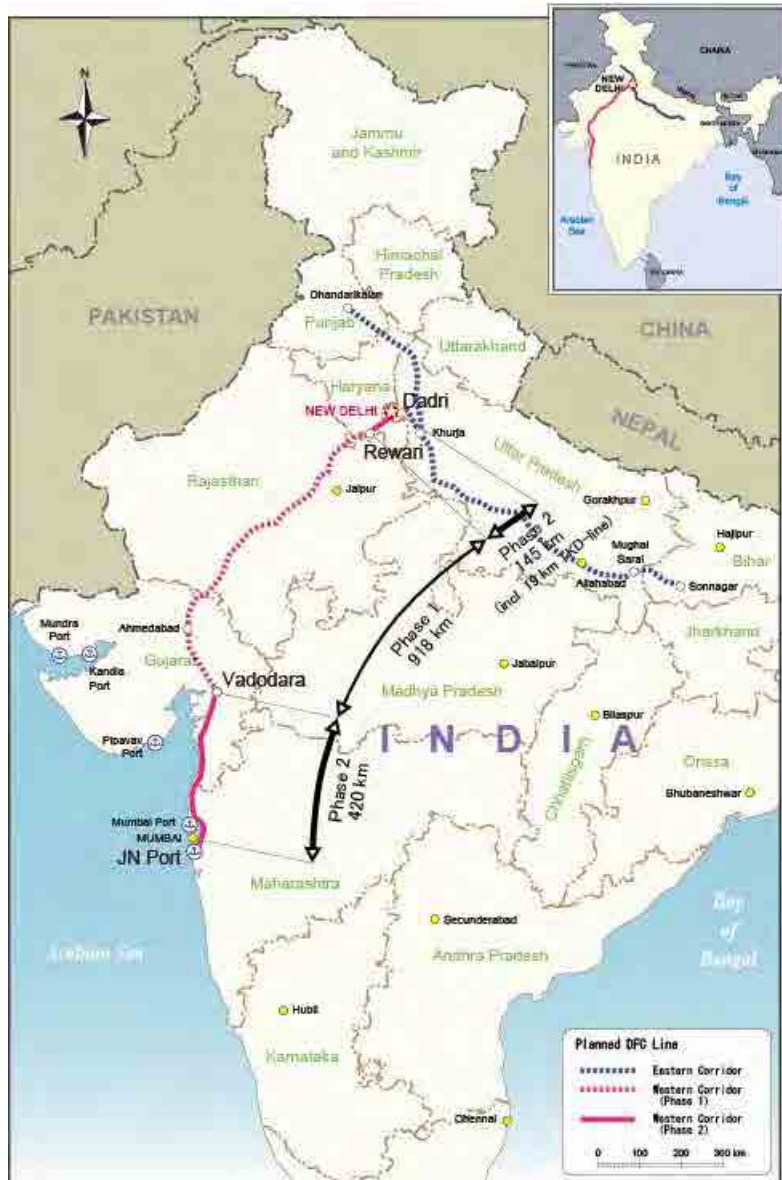 N
CHINA
NEW
DELHI
INDIA
Arabian
Sea
Bay
of
Bengal
Jammu
and Kashmir
Himachal
Pradesh
Dhandarikalan
Punjab
PAKISTAN
CHINA
Uttarakhand
Haryana
NEW DELHI
Dadri
Khurja
NEPAL
Rewari
Rajasthan
Jaipur
Uttar Pradesh
Gorakhpur
Hajipur
Bihar
Mughal
Sarai
Allahabad
Sonnagar
Phase 2
145 km
(incl. 19 km
-line)
Phase 1
918 km
Jharkhand
Mundra
Port
Ahmedabad
Kandla
Port
Gujarat
Vadodara
Jabalpur
Madhya Pradesh
Bilaspur
INDIA
Pipavav
Port
Phase 2
420 km
Chhatisgam
Orissa
Bhubaneshwar
Mumbai Port
MUMBAI
JN Port
Maharashtra
Secunderabad
Andhra Pradesh
Arabian Sea
Bay
of
Bengal
Hubli
Karnataka
Chennai
Planned DFC Line
Eastern Corridor
Western Corridor
(Phase 1)
Western Corridor
(Phase 2)
0 100 200 300 km